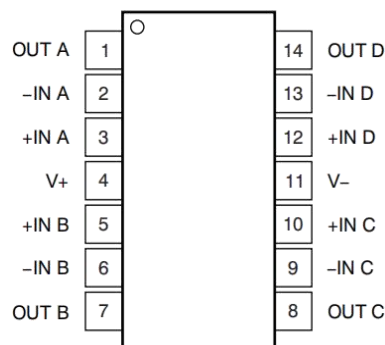 OUT A 1 14 OUT D
−IN A 2 13 −IN D
+IN A 3 12 +IN D
V+ 4 11 V−
+IN B 5 10 +IN C
−IN B 6 9 −IN C
OUT B 7 8 OUT C